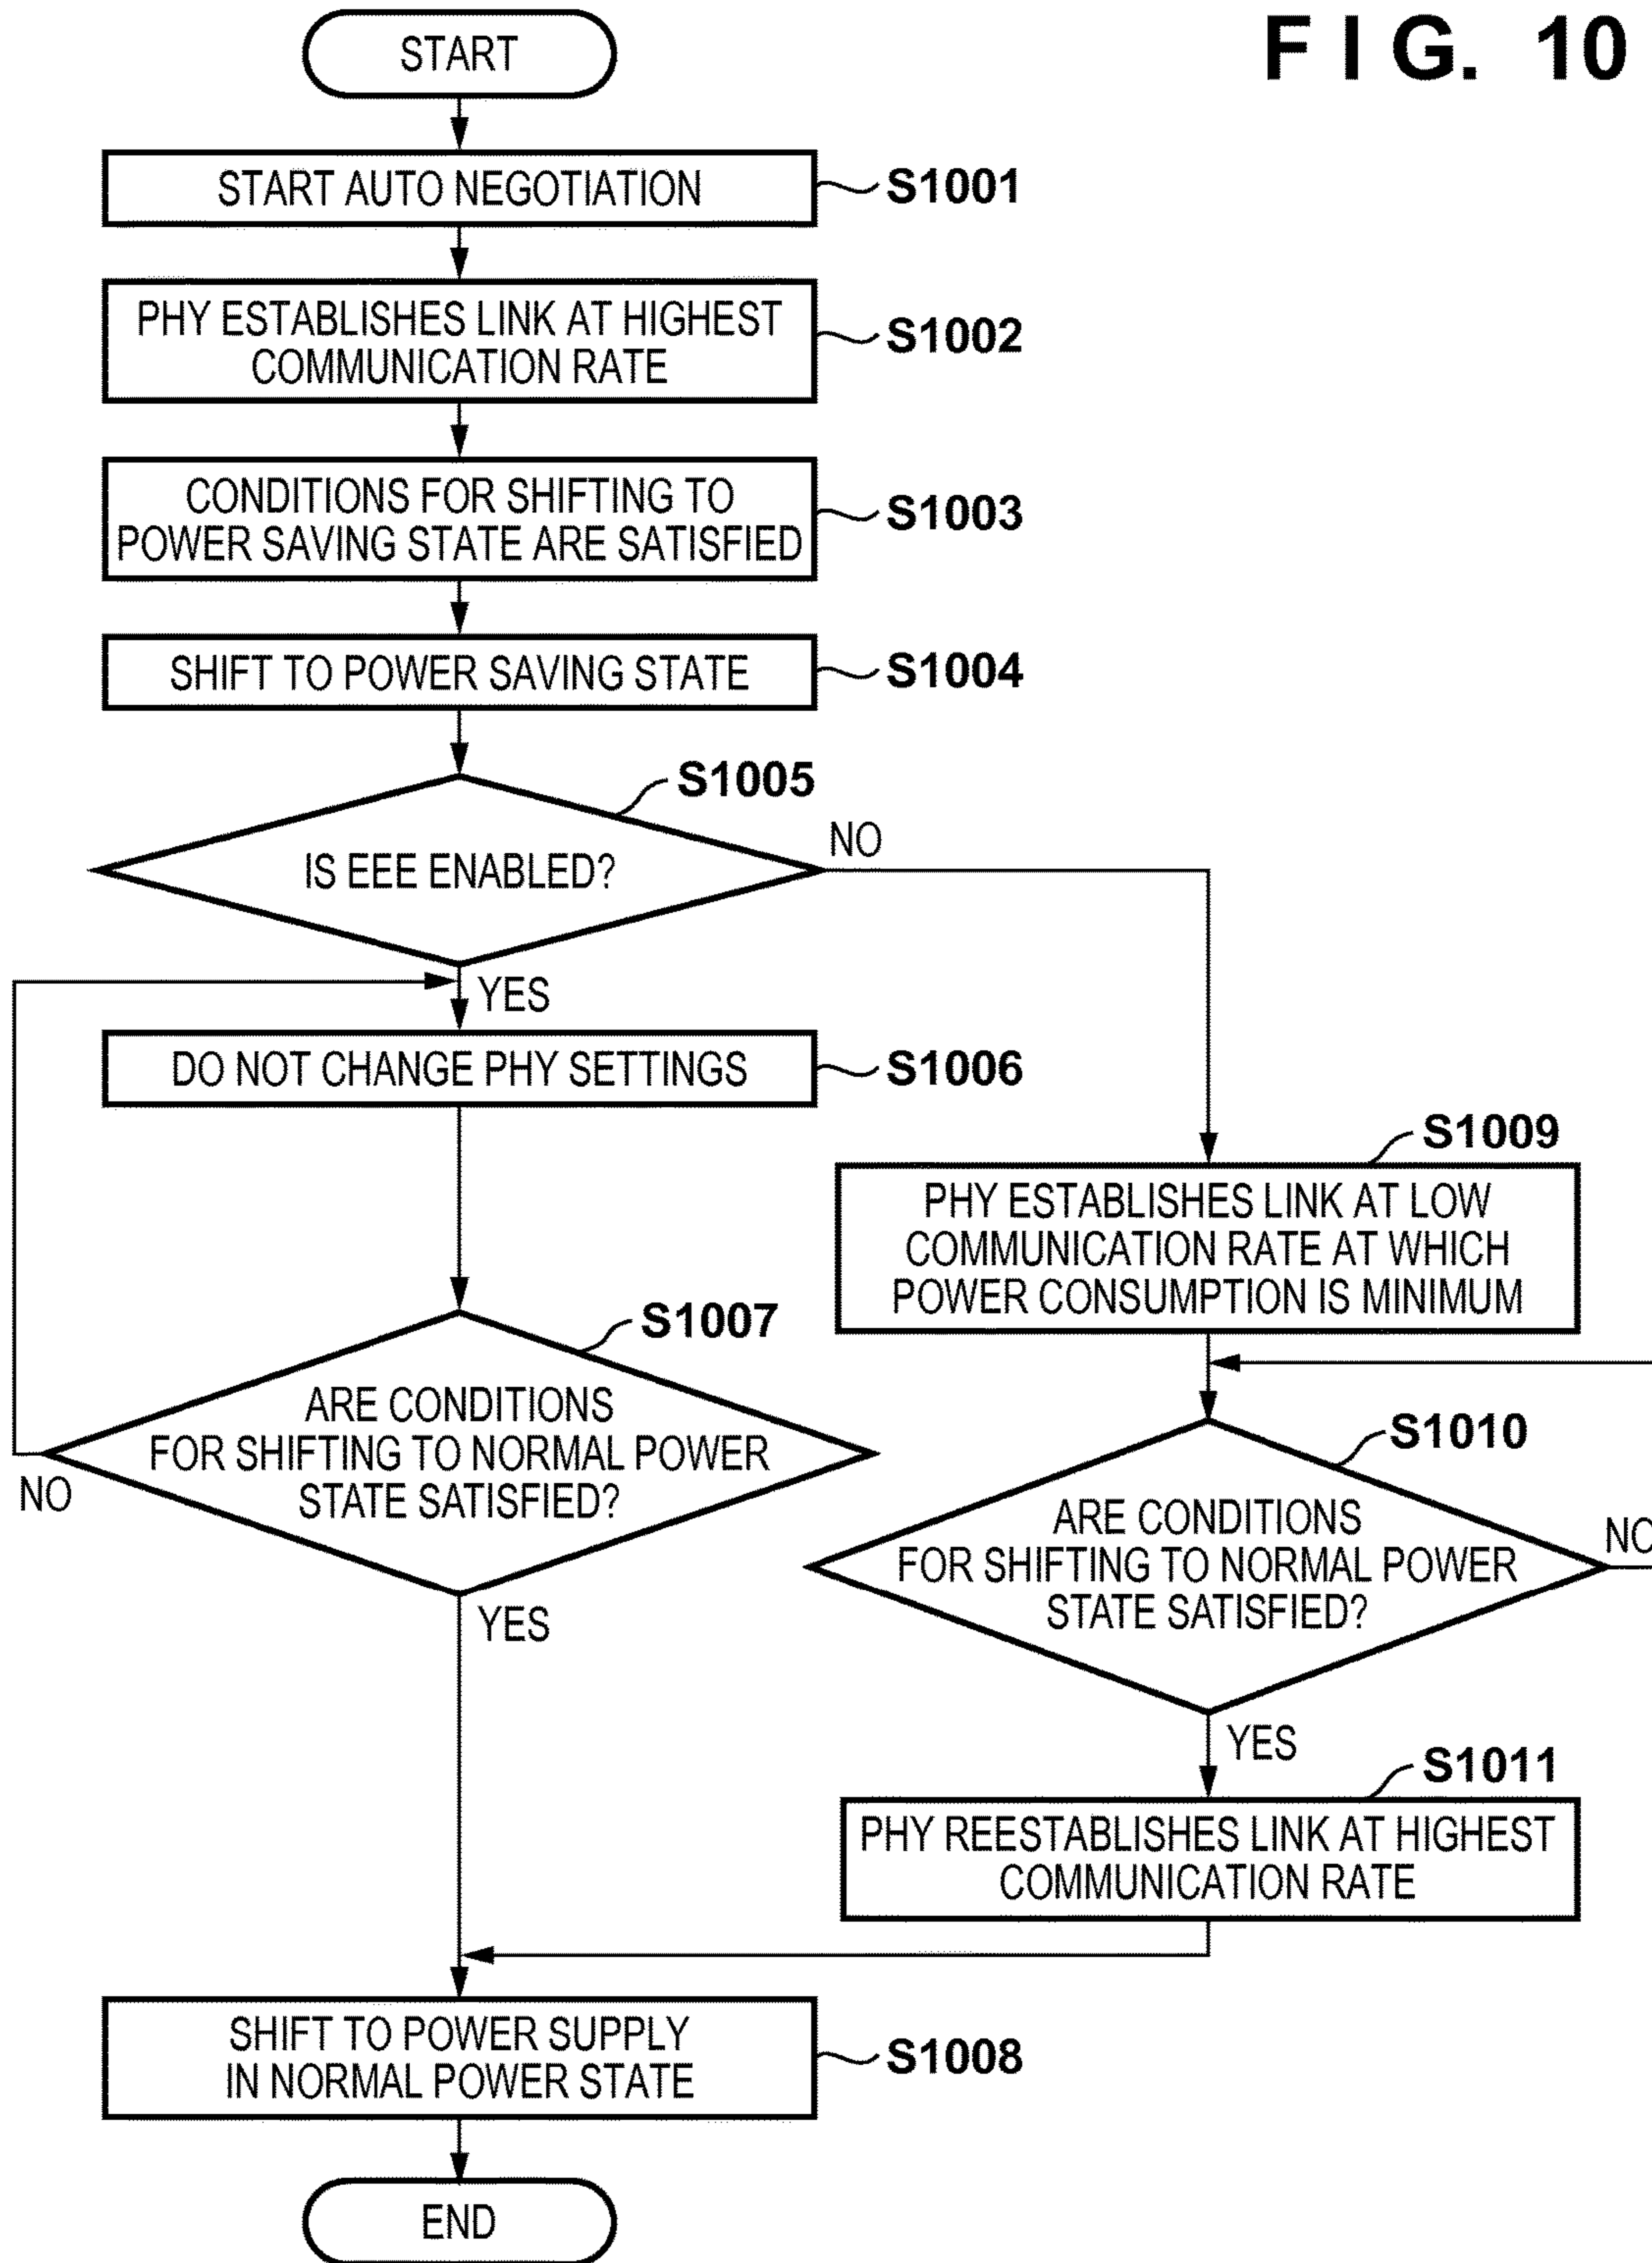 F I G. 10
START
START AUTO NEGOTIATION
S1001
PHY ESTABLISHES LINK AT HIGHEST
COMMUNICATION RATE
S1002
CONDITIONS FOR SHIFTING TO
POWER SAVING STATE ARE SATISFIED
S1003
SHIFT TO POWER SAVING STATE
S1004
S1005
IS EEE ENABLED?
NO
YES
DO NOT CHANGE PHY SETTINGS
S1006
S1007
ARE CONDITIONS
FOR SHIFTING TO NORMAL POWER
STATE SATISFIED?
NO
YES
S1009
PHY ESTABLISHES LINK AT LOW
COMMUNICATION RATE AT WHICH
POWER CONSUMPTION IS MINIMUM
S1010
ARE CONDITIONS
FOR SHIFTING TO NORMAL POWER
STATE SATISFIED?
NO
YES
S1011
PHY REESTABLISHES LINK AT HIGHEST
COMMUNICATION RATE
SHIFT TO POWER SUPPLY
IN NORMAL POWER STATE
S1008
END